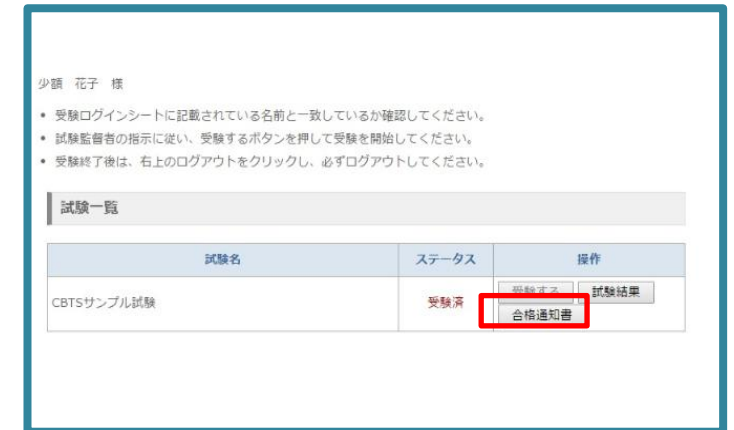 少額 花子 様
• 受験ログインシートに記載されている名前と一致しているか確認してください。
• 試験監督者の指示に従い、受験するボタンを押して受験を開始してください。
• 受験終了後は、右上のログアウトをクリックし、必ずログアウトしてください。
試験一覧
試験名 ステータス 操作
CBTSサンプル試験 受験済 受験する 試験結果
合格通知書